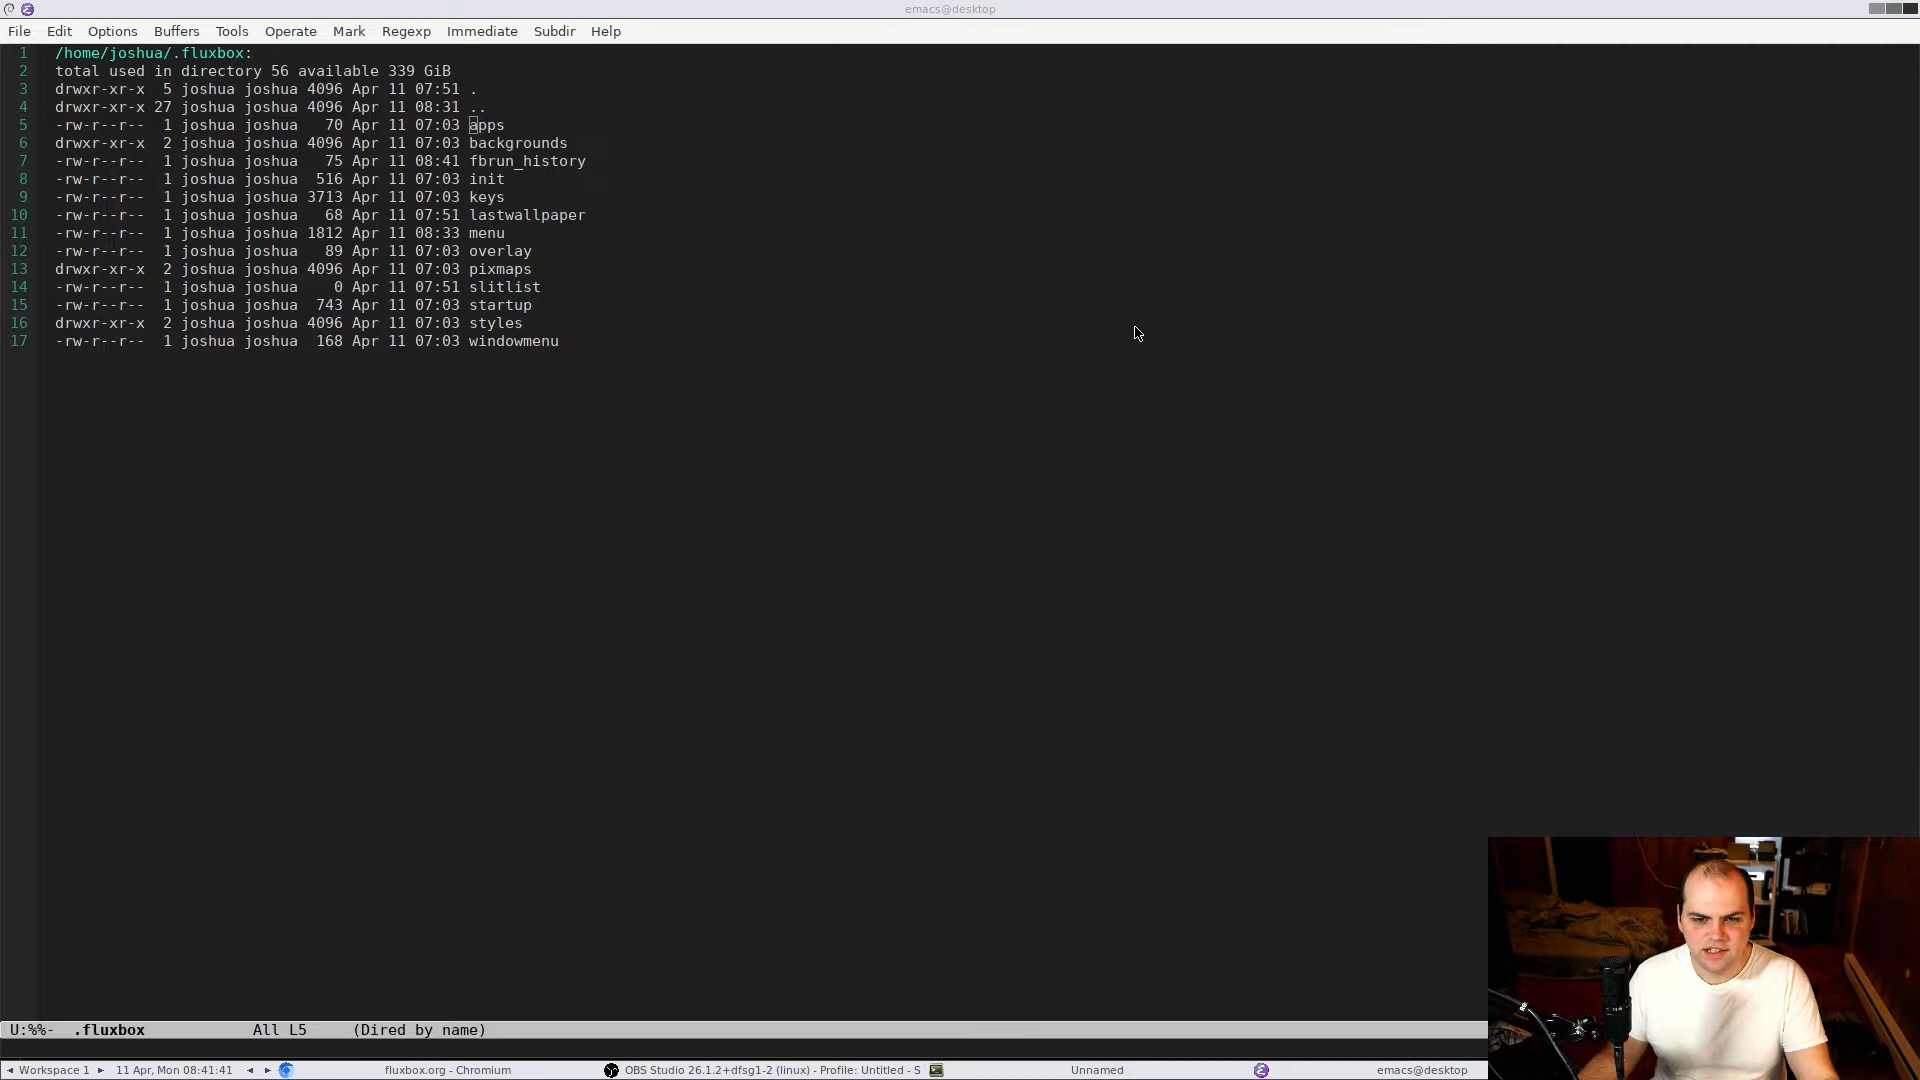 emacs@desktop
File Edit Options Buffers Tools Operate Mark Regexp Immediate Subdir Help
1 /home/joshua/.fluxbox:
2 total used in directory 56 available 339 GiB
3 drwxr-xr-x 5 joshua joshua 4096 Apr 11 07:51 .
4 drwxr-xr-x 27 joshua joshua 4096 Apr 11 08:31 ..
5 -rw-r--r-- 1 joshua joshua 70 Apr 11 07:03 apps
6 drwxr-xr-x 2 joshua joshua 4096 Apr 11 07:03 backgrounds
7 -rw-r--r-- 1 joshua joshua 75 Apr 11 08:41 fbrun_history
8 -rw-r--r-- 1 joshua joshua 516 Apr 11 07:03 init
9 -rw-r--r-- 1 joshua joshua 3713 Apr 11 07:03 keys
10 -rw-r--r-- 1 joshua joshua 68 Apr 11 07:51 lastwallpaper
11 -rw-r--r-- 1 joshua joshua 1812 Apr 11 08:33 menu
12 -rw-r--r-- 1 joshua joshua 89 Apr 11 07:03 overlay
13 drwxr-xr-x 2 joshua joshua 4096 Apr 11 07:03 pixmaps
14 -rw-r--r-- 1 joshua joshua 0 Apr 11 07:51 slitlist
15 -rw-r--r-- 1 joshua joshua 743 Apr 11 07:03 startup
16 drwxr-xr-x 2 joshua joshua 4096 Apr 11 07:03 styles
17 -rw-r--r-- 1 joshua joshua 168 Apr 11 07:03 windowmenu
U:%%- .fluxbox All L5 (Dired by name)
Workspace 1 11 Apr, Mon 08:41:41 fluxbox.org - Chromium OBS Studio 26.1.2+dfsg1-2 (linux) - Profile: Untitled - S Unnamed emacs@desktop